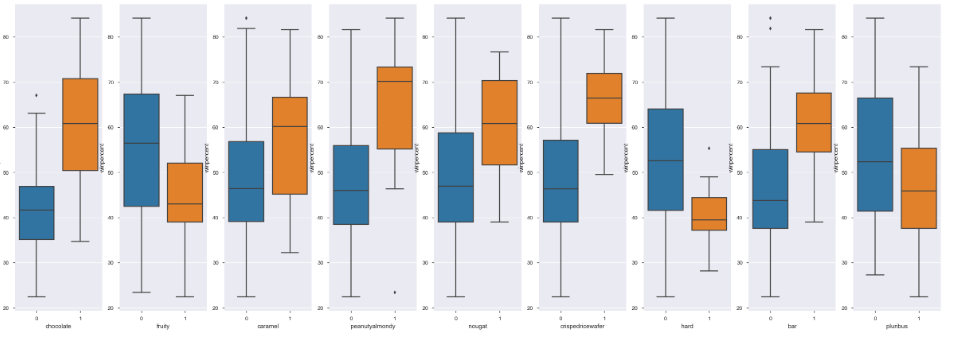 80 80 80 80 80 80 80 80 80
70 70 70 70 70 70 70 70 70
60 60 60 60 60 60 60 60 60
winpercent winpercent winpercent winpercent winpercent winpercent winpercent winpercent
50 50 50 50 50 50 50 50 50
40 40 40 40 40 40 40 40 40
30 30 30 30 30 30 30 30 30
20 20 20 20 20 20 20 20 20
0 1 0 1 0 1 0 1 0 1 0 1 0 1 0 1 0 1
chocolate fruity caramel peanutyalmondy nougat crispedricewafer hard bar pluribus